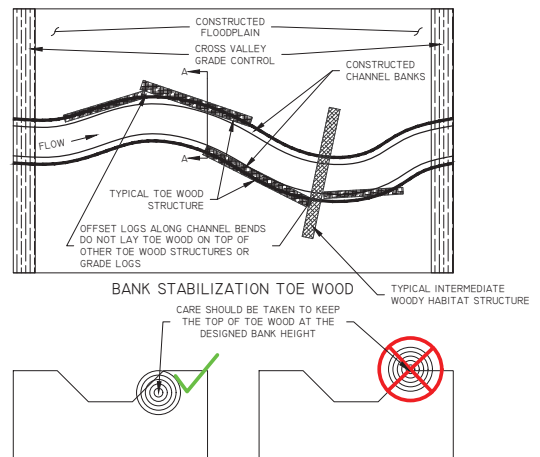 CONSTRUCTED
FLOODPLAIN
CROSS VALLEY
GRADE CONTROL
A
CONSTRUCTED
CHANNEL BANKS
FLOW
A
TYPICAL TOE WOOD
STRUCTURE
OFFSET LOGS ALONG CHANNEL BENDS
DO NOT LAY TOE WOOD ON TOP OF
OTHER TOE WOOD STRUCTURES OR
GRADE LOGS
TYPICAL INTERMEDIATE
WOODY HABITAT STRUCTURE
BANK STABILIZATION TOE WOOD
CARE SHOULD BE TAKEN TO KEEP
THE TOP OF TOE WOOD AT THE
DESIGNED BANK HEIGHT